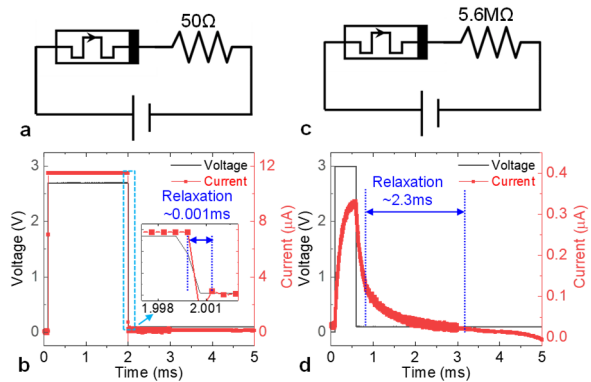 50Ω
a
5.6MΩ
c
3
2
1
0
Voltage (V)
Voltage
Current
Relaxation
~0.001ms
1.998 2.001
12
9
6
3
0
Current (μA)
0 1 2 3 4 5
Time (ms)
b
3
2
1
0
Voltage (V)
Voltage
Current
Relaxation
~2.3ms
0.4
0.3
0.2
0.1
0.0
Current (μA)
0 1 2 3 4 5
Time (ms)
d